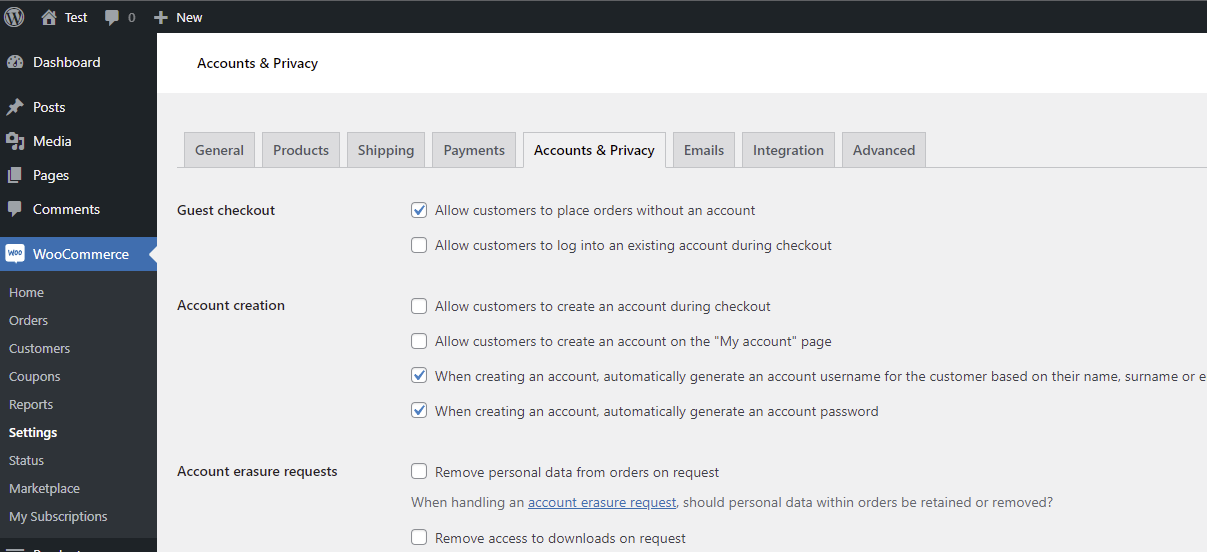 Test 0 New
Dashboard
Posts
Media
Pages
Comments
WOO WooCommerce
Home
Orders
Customers
Coupons
Reports
Settings
Status
Marketplace
My Subscriptions
Accounts & Privacy
General Products Shipping Payments Accounts & Privacy Emails Integration Advanced
Guest checkout
Allow customers to place orders without an account
Allow customers to log into an existing account during checkout
Account creation
Allow customers to create an account during checkout
Allow customers to create an account on the "My account" page
When creating an account, automatically generate an account username for the customer based on their name, surname or e
When creating an account, automatically generate an account password
Account erasure requests
Remove personal data from orders on request
When handling an account erasure request, should personal data within orders be retained or removed?
Remove access to downloads on request